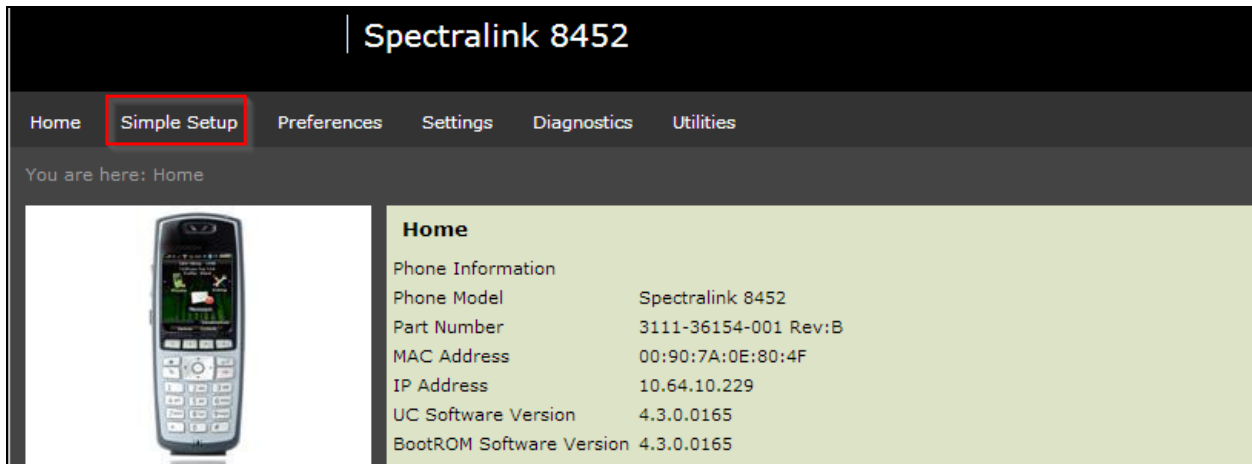 Spectralink 8452
Home Simple Setup Preferences Settings Diagnostics Utilities
You are here: Home
Home
Phone Information
Phone Model Spectralink 8452
Part Number 3111-36154-001 Rev:B
MAC Address 00:90:7A:0E:80:4F
IP Address 10.64.10.229
UC Software Version 4.3.0.0165
BootROM Software Version 4.3.0.0165